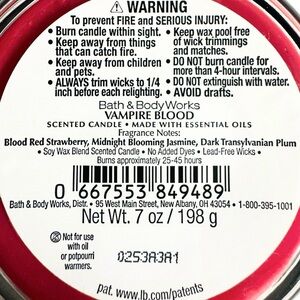 ⚠ WARNING
To prevent FIRE and SERIOUS INJURY:
• Burn candle within sight. • Keep wax pool free
• Keep away from things of wick trimmings
that can catch fire. and matches.
• Keep away from children • DO NOT burn candle for
and pets. more than 4-hour intervals.
• ALWAYS trim wicks to 1/4 • DO NOT extinguish with water.
inch before each relighting. • AVOID drafts.
Bath & Body Works
VAMPIRE BLOOD
SCENTED CANDLE • MADE WITH ESSENTIAL OILS
Fragrance Notes:
Blood Red Strawberry, Midnight Blooming Jasmine, Dark Transylvanian Plum
• Soy Wax Blend Scented Candle • No Added Dyes • Lead-Free Wicks •
Burns approximately 25-45 hours
0 667553 849489
Bath & Body Works, Distr. • 95 West Main Street, New Albany, OH 43054 • 1-800-395-1001
Net Wt. 7 oz / 198 g
Not for use
with oil
or potpourri
warmers.
0253A3A1
pat. www.lb.com/patents